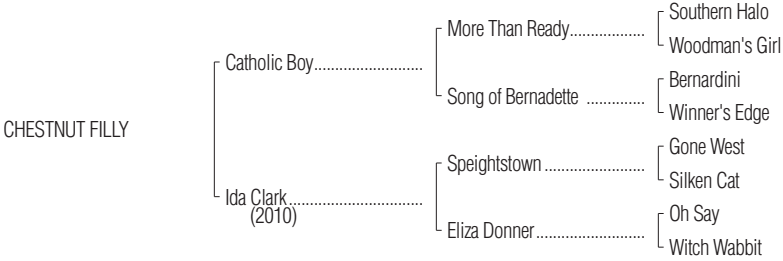 Southern Halo
More Than Ready....................
Woodman's Girl
Catholic Boy...........................
Bernardini
Song of Bernadette ...............
Winner's Edge
CHESTNUT FILLY
Gone West
Speightstown .........................
Silken Cat
Ida Clark.................................
(2010)
Oh Say
Eliza Donner...........................
Witch Wabbit